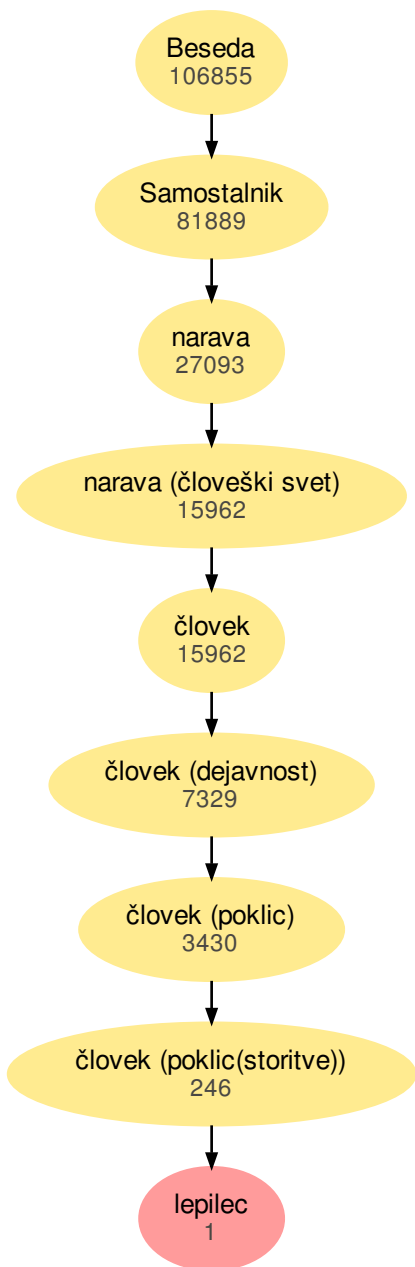 Beseda
106855
Samostalnik
81889
narava
27093
narava (človeški svet)
15962
človek
15962
človek (dejavnost)
7329
človek (poklic)
3430
človek (poklic(storitve))
246
lepilec
1